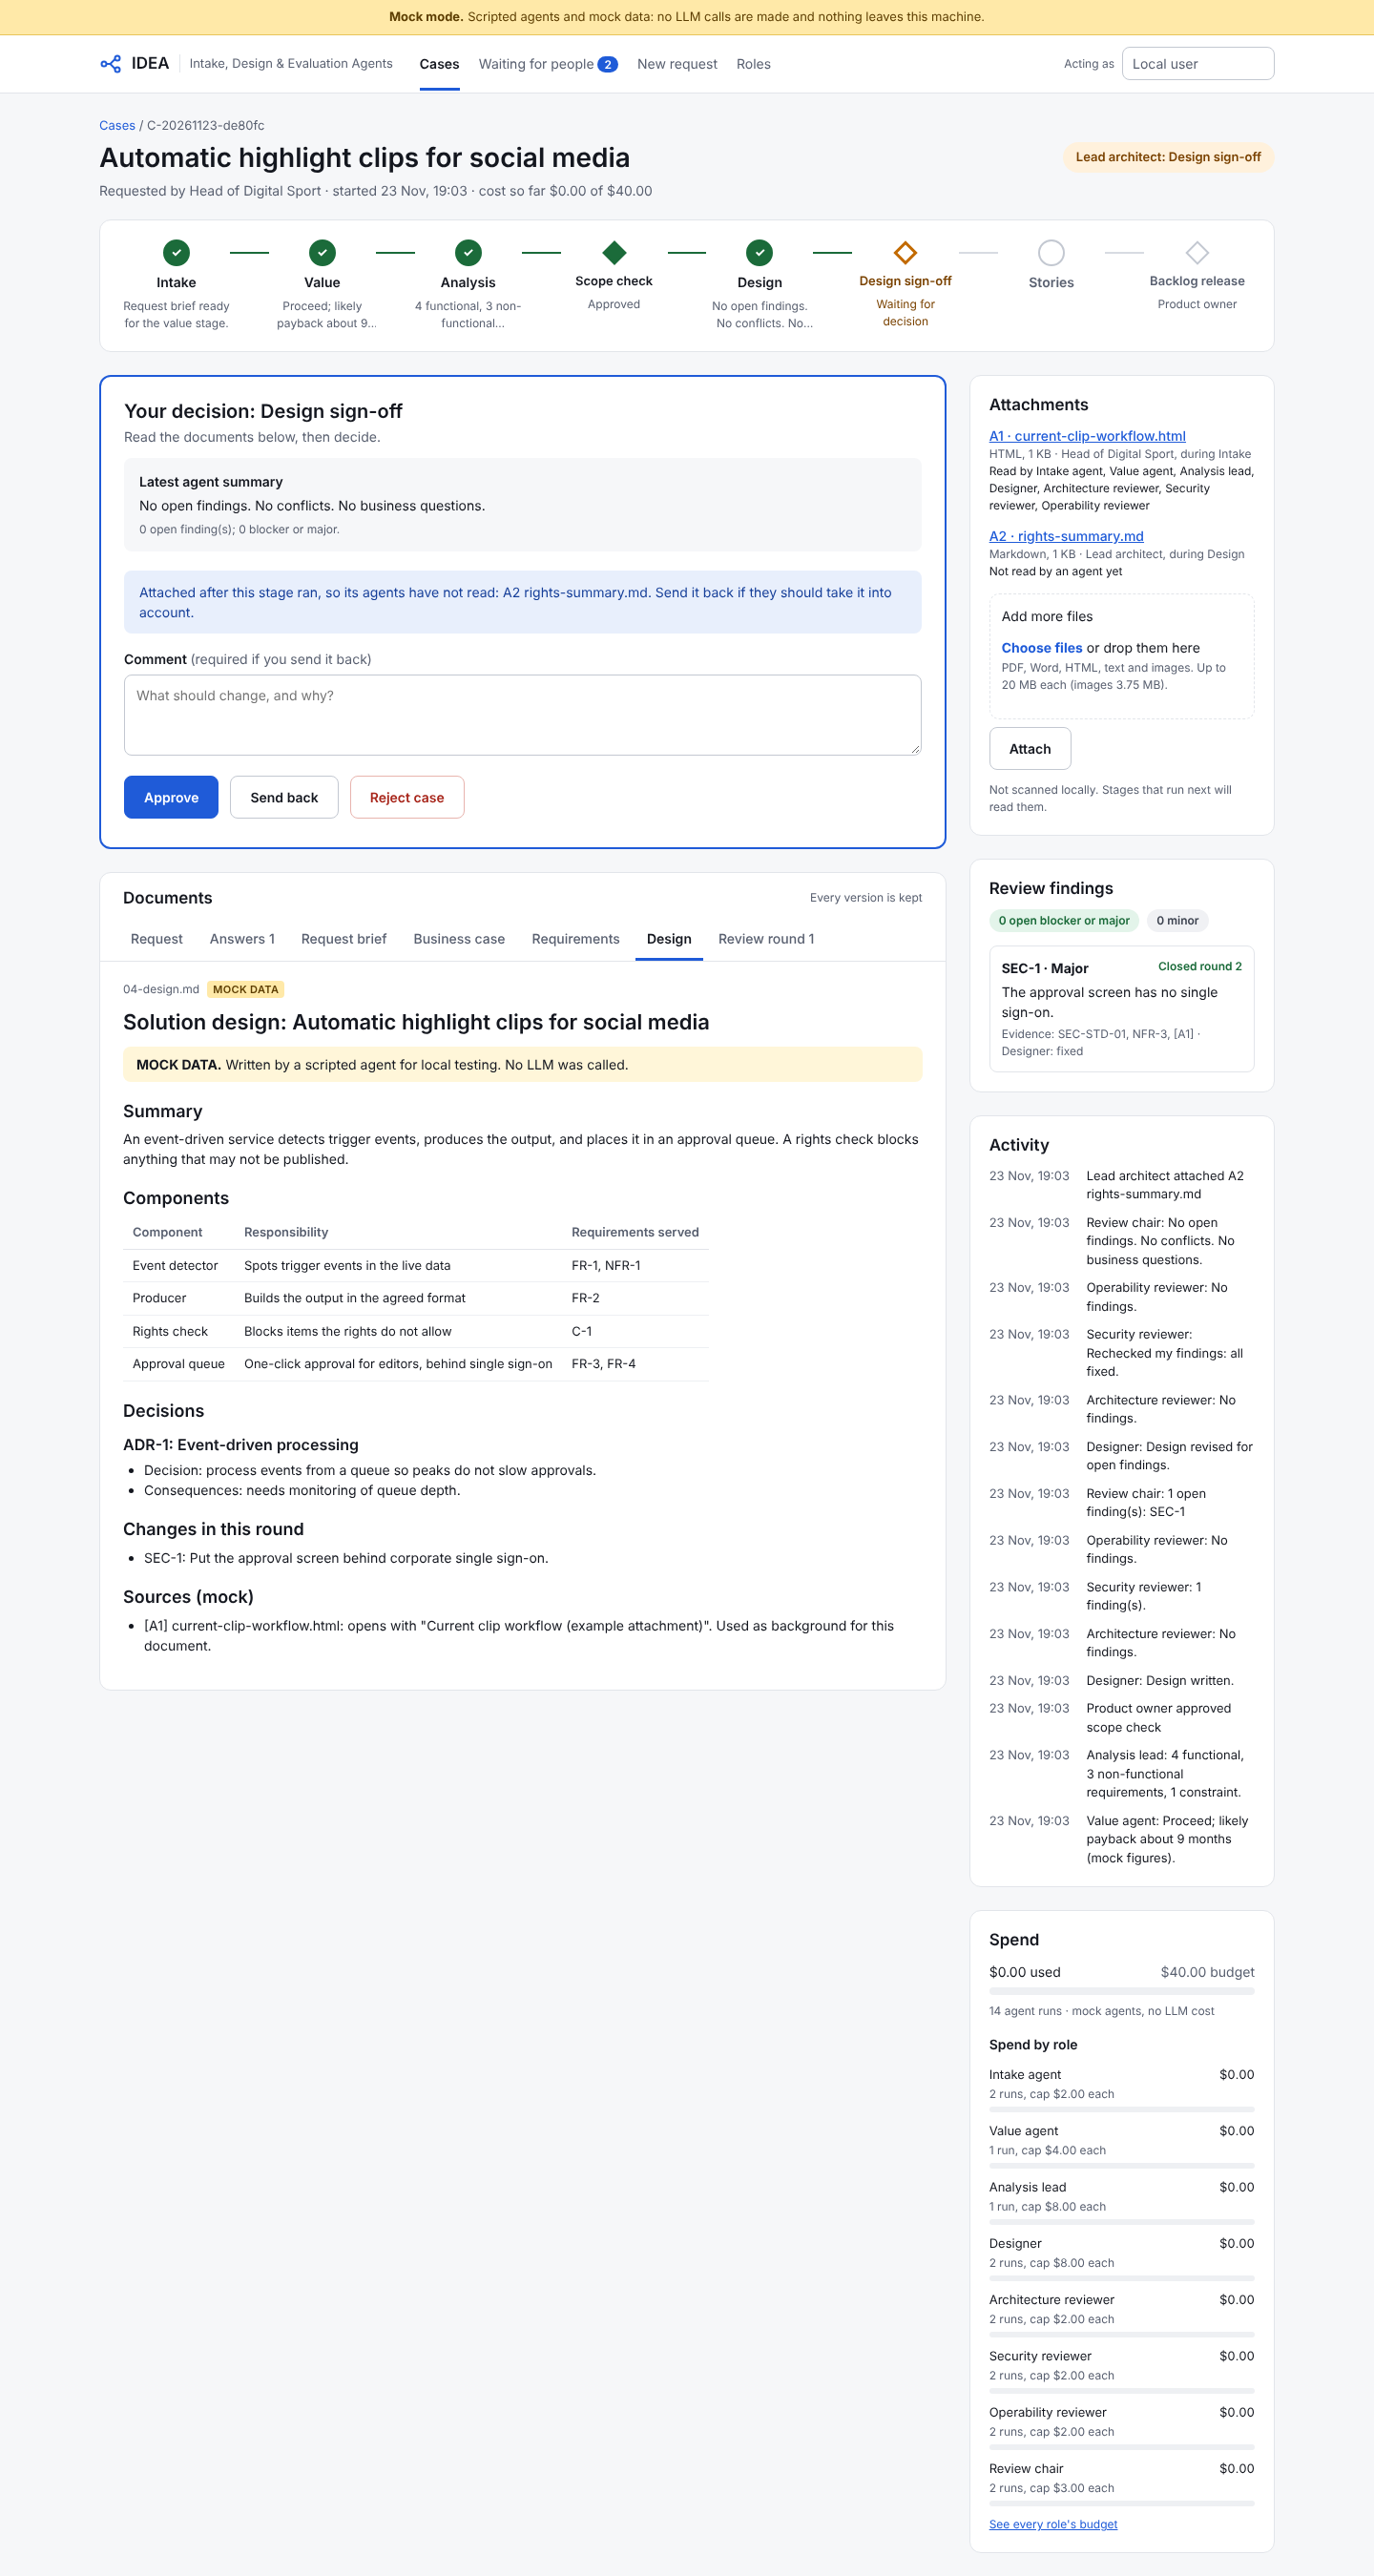 Mock mode. Scripted agents and mock data: no LLM calls are made and nothing leaves this machine.
IDEA
Intake, Design & Evaluation Agents
Cases
Waiting for people 2
New request
Roles
Acting as
Local user
Cases / C-20261123-de80fc
Automatic highlight clips for social media
Lead architect: Design sign-off
Requested by Head of Digital Sport · started 23 Nov, 19:03 · cost so far $0.00 of $40.00
Intake
Request brief ready
for the value stage.
Value
Proceed; likely
payback about 9...
Analysis
4 functional, 3 non-
functional...
Scope check
Approved
Design
No open findings.
No conflicts. No...
Design sign-off
Waiting for
decision
Stories
Backlog release
Product owner
Your decision: Design sign-off
Read the documents below, then decide.
Latest agent summary
No open findings. No conflicts. No business questions.
0 open finding(s); 0 blocker or major.
Attached after this stage ran, so its agents have not read: A2 rights-summary.md. Send it back if they should take it into
account.
Comment (required if you send it back)
What should change, and why?
Approve
Send back
Reject case
Documents
Every version is kept
Request
Answers 1
Request brief
Business case
Requirements
Design
Review round 1
04-design.md
MOCK DATA
Solution design: Automatic highlight clips for social media
MOCK DATA. Written by a scripted agent for local testing. No LLM was called.
Summary
An event-driven service detects trigger events, produces the output, and places it in an approval queue. A rights check blocks
anything that may not be published.
Components
Component Responsibility Requirements served
Event detector Spots trigger events in the live data FR-1, NFR-1
Producer Builds the output in the agreed format FR-2
Rights check Blocks items the rights do not allow C-1
Approval queue One-click approval for editors, behind single sign-on FR-3, FR-4
Decisions
ADR-1: Event-driven processing
• Decision: process events from a queue so peaks do not slow approvals.
• Consequences: needs monitoring of queue depth.
Changes in this round
• SEC-1: Put the approval screen behind corporate single sign-on.
Sources (mock)
• [A1] current-clip-workflow.html: opens with "Current clip workflow (example attachment)". Used as background for this
document.
Attachments
A1 · current-clip-workflow.html
HTML, 1 KB · Head of Digital Sport, during Intake
Read by Intake agent, Value agent, Analysis lead,
Designer, Architecture reviewer, Security
reviewer, Operability reviewer
A2 · rights-summary.md
Markdown, 1 KB · Lead architect, during Design
Not read by an agent yet
Add more files
Choose files or drop them here
PDF, Word, HTML, text and images. Up to
20 MB each (images 3.75 MB).
Attach
Not scanned locally. Stages that run next will
read them.
Review findings
0 open blocker or major
0 minor
SEC-1 · Major
Closed round 2
The approval screen has no single
sign-on.
Evidence: SEC-STD-01, NFR-3, [A1] ·
Designer: fixed
Activity
23 Nov, 19:03 Lead architect attached A2
rights-summary.md
23 Nov, 19:03 Review chair: No open
findings. No conflicts. No
business questions.
23 Nov, 19:03 Operability reviewer: No
findings.
23 Nov, 19:03 Security reviewer:
Rechecked my findings: all
fixed.
23 Nov, 19:03 Architecture reviewer: No
findings.
23 Nov, 19:03 Designer: Design revised for
open findings.
23 Nov, 19:03 Review chair: 1 open
finding(s): SEC-1
23 Nov, 19:03 Operability reviewer: No
findings.
23 Nov, 19:03 Security reviewer: 1
finding(s).
23 Nov, 19:03 Architecture reviewer: No
findings.
23 Nov, 19:03 Designer: Design written.
23 Nov, 19:03 Product owner approved
scope check
23 Nov, 19:03 Analysis lead: 4 functional,
3 non-functional
requirements, 1 constraint.
23 Nov, 19:03 Value agent: Proceed; likely
payback about 9 months
(mock figures).
Spend
$0.00 used $40.00 budget
14 agent runs · mock agents, no LLM cost
Spend by role
Intake agent $0.00
2 runs, cap $2.00 each
Value agent $0.00
1 run, cap $4.00 each
Analysis lead $0.00
1 run, cap $8.00 each
Designer $0.00
2 runs, cap $8.00 each
Architecture reviewer $0.00
2 runs, cap $2.00 each
Security reviewer $0.00
2 runs, cap $2.00 each
Operability reviewer $0.00
2 runs, cap $2.00 each
Review chair $0.00
2 runs, cap $3.00 each
See every role's budget